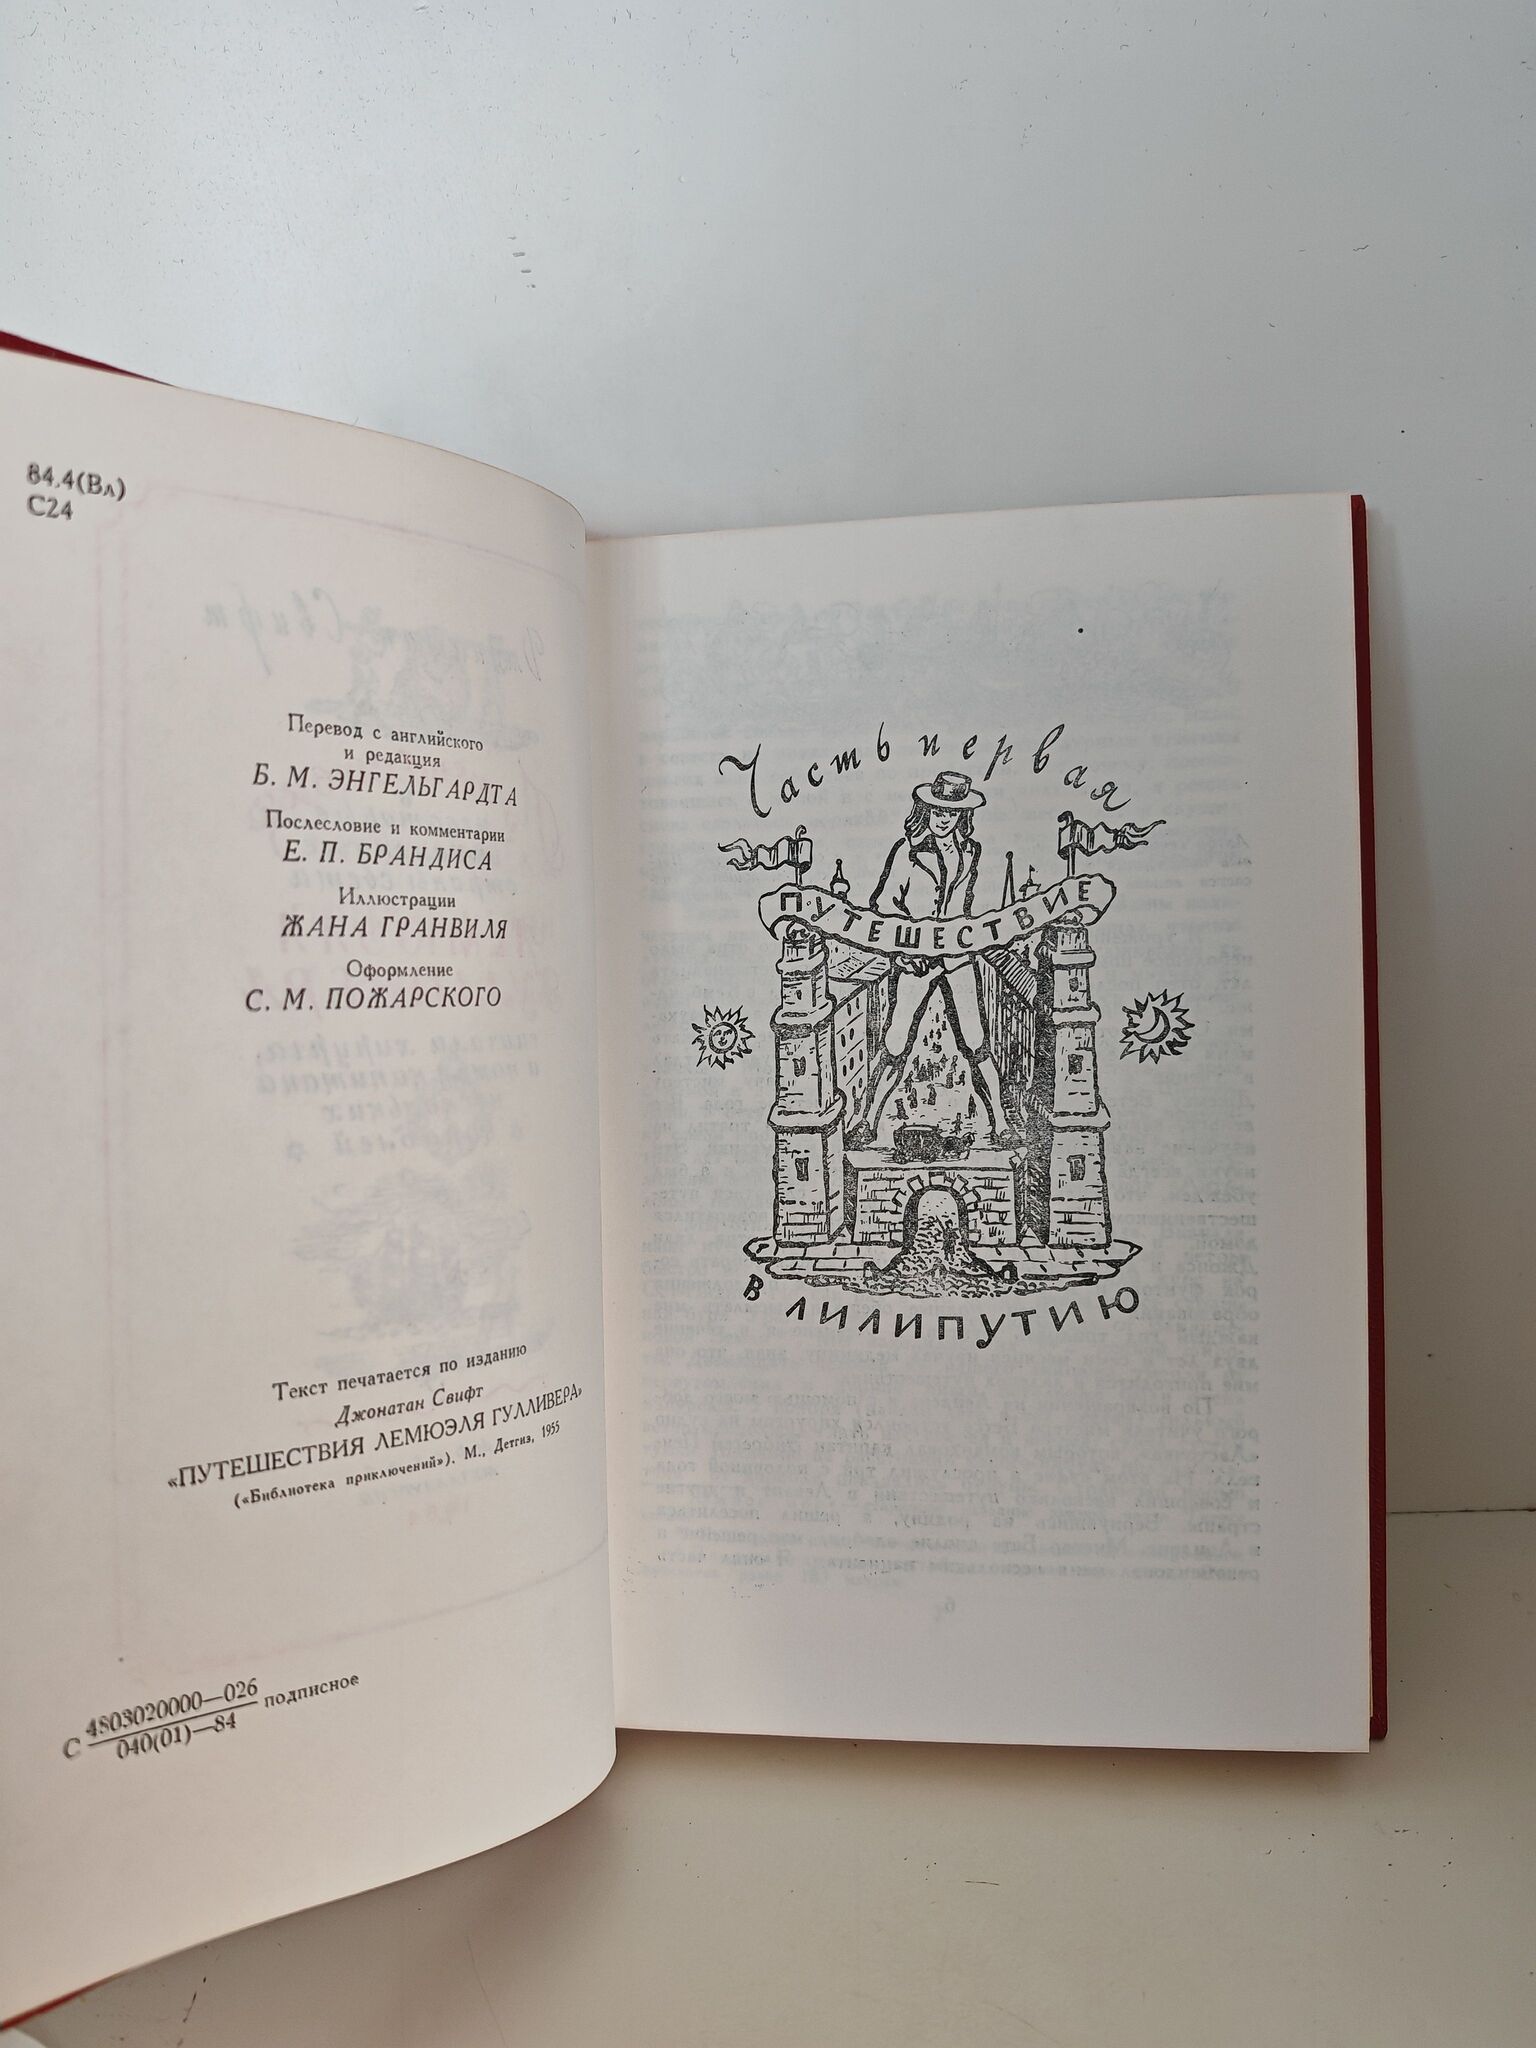 84.4(Вл)
С24
Перевод с английского
и редакция
Б. М. ЭНГЕЛЬГАРДТА
Послесловие и комментарии
Е. П. БРАНДИСА
Иллюстрации
ЖАНА ГРАНВИЛЯ
Оформление
С. М. ПОЖАРСКОГО
Текст печатается по изданию
Джонатан Свифт
«ПУТЕШЕСТВИЯ ЛЕМЮЭЛЯ ГУЛЛИВЕРА»
(«Библиотека приключений»). М., Детгиз, 1955
С 4803020000—026 подписное
040(01)—84
Часть первая
ПУТЕШЕСТВИЕ
В ЛИЛИПУТИЮ